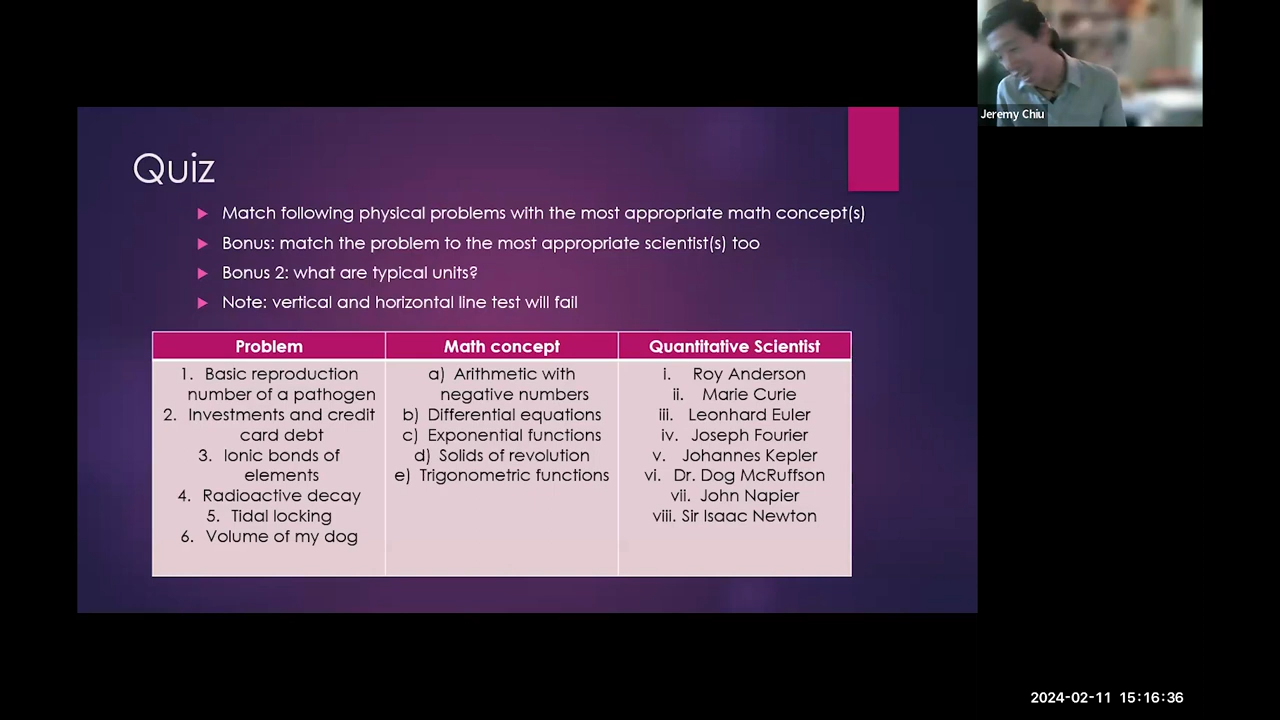 Jeremy Chiu
Quiz
Match following physical problems with the most appropriate math concept(s)
Bonus: match the problem to the most appropriate scientist(s) too
Bonus 2: what are typical units?
Note: vertical and horizontal line test will fail
Problem
1. Basic reproduction
number of a pathogen
2. Investments and credit
card debt
3. Ionic bonds of
elements
4. Radioactive decay
5. Tidal locking
6. Volume of my dog
Math concept
a) Arithmetic with
negative numbers
b) Differential equations
c) Exponential functions
d) Solids of revolution
e) Trigonometric functions
Quantitative Scientist
i. Roy Anderson
ii. Marie Curie
iii. Leonhard Euler
iv. Joseph Fourier
v. Johannes Kepler
vi. Dr. Dog McRuffson
vii. John Napier
viii. Sir Isaac Newton
2024-02-11 15:16:36